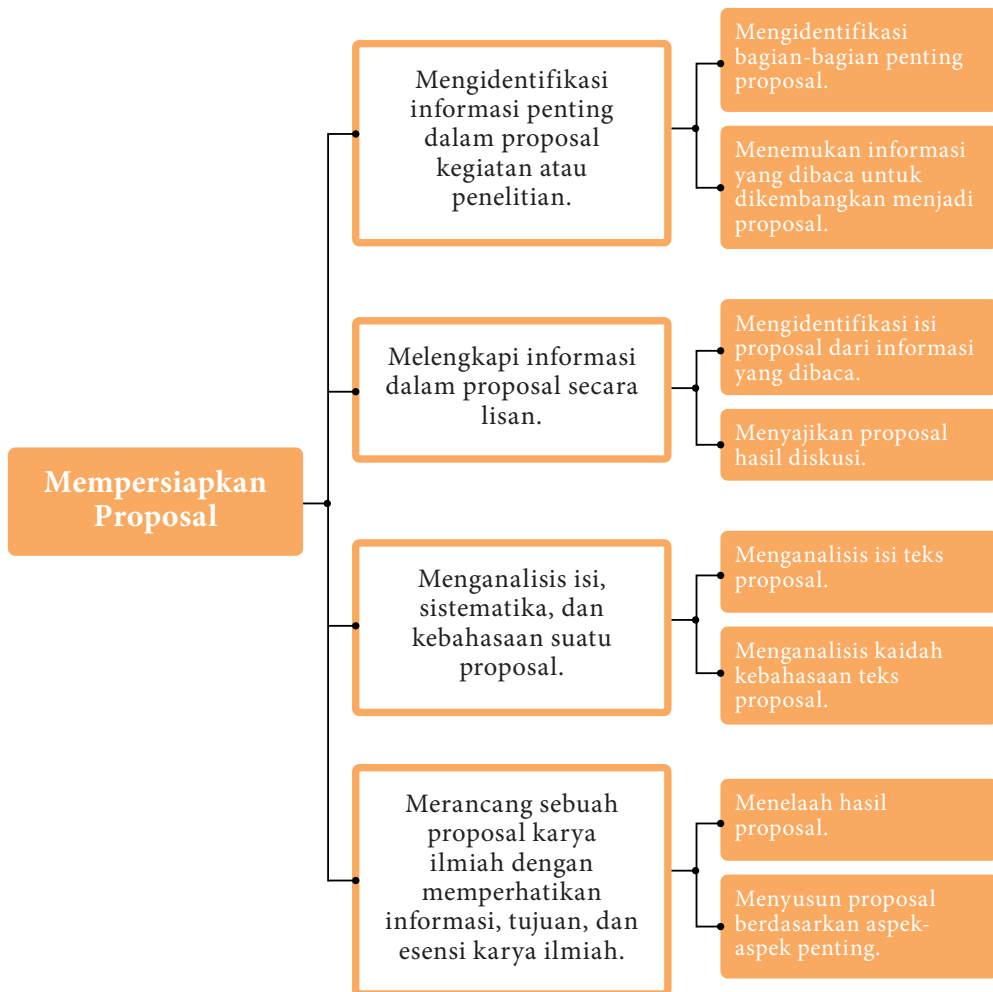 Mempersiapkan
Proposal
Mengidentifikasi
informasi penting
dalam proposal
kegiatan atau
penelitian.
Mengidentifikasi
bagian-bagian penting
proposal.
Menemukan informasi
yang dibaca untuk
dikembangkan menjadi
proposal.
Melengkapi informasi
dalam proposal secara
lisan.
Mengidentifikasi isi
proposal dari informasi
yang dibaca.
Menyajikan proposal
hasil diskusi.
Menganalisis isi,
sistematika, dan
kebahasaan suatu
proposal.
Menganalisis isi teks
proposal.
Menganalisis kaidah
kebahasaan teks
proposal.
Merancang sebuah
proposal karya
ilmiah dengan
memperhatikan
informasi, tujuan, dan
esensi karya ilmiah.
Menelaah hasil
proposal.
Menyusun proposal
berdasarkan aspek-
aspek penting.